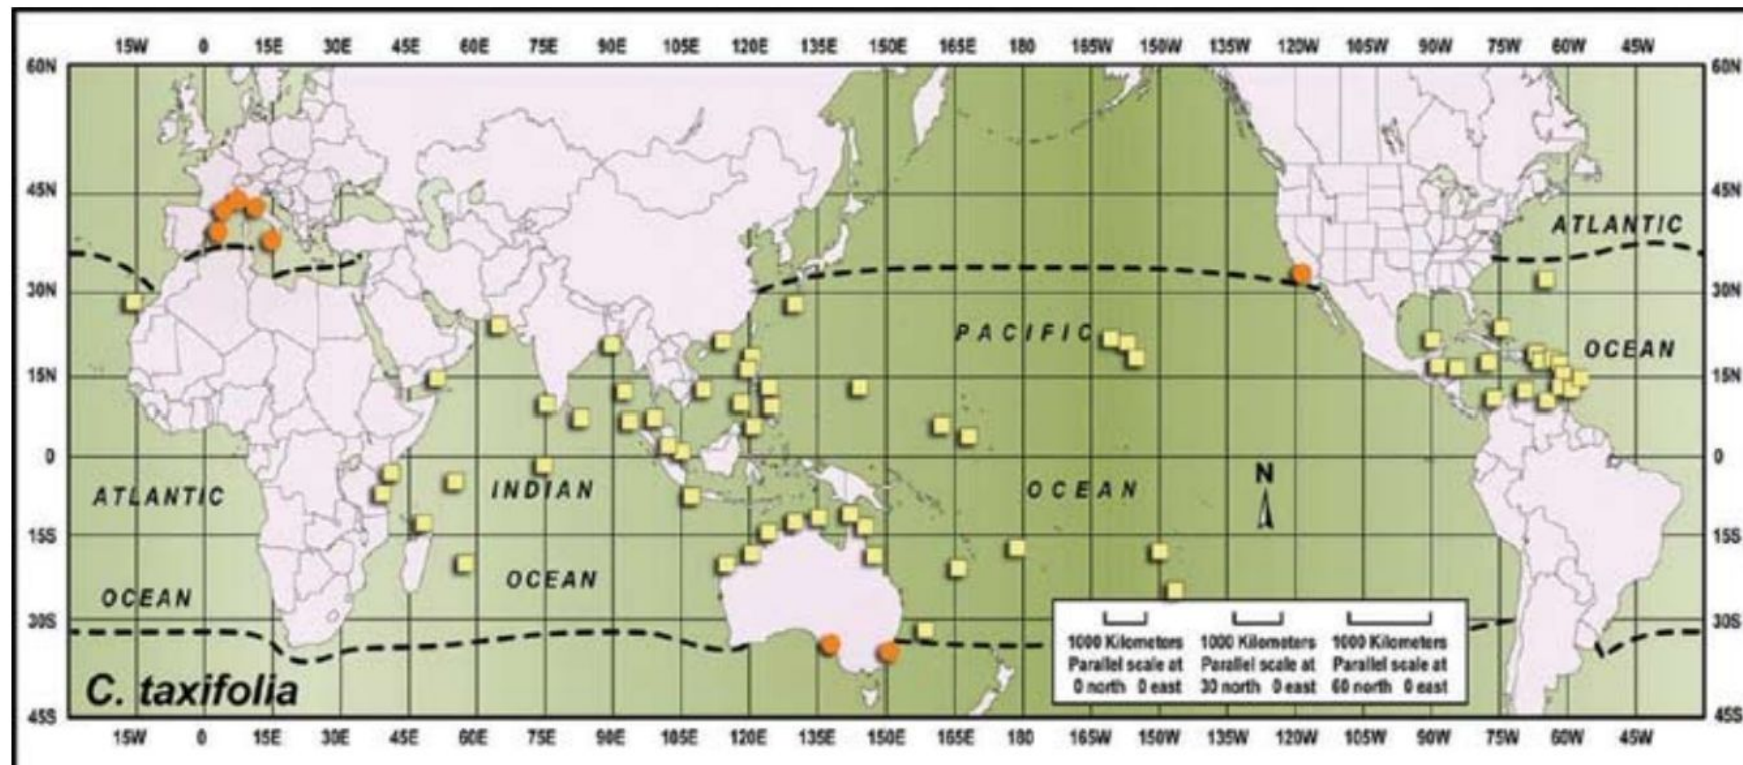 15W 0 15E 30E 45E 60E 75E 90E 105E 120E 135E 150E 165E 180 165W 150W 135W 120W 105W 90W 75W 60W 45W
60N 60N
45N 45N
ATLANTIC
30N 30N
PACIFIC
OCEAN
15N 15N
0 0
N
ATLANTIC INDIAN OCEAN
15S 15S
OCEAN
OCEAN
30S 30S
1000 Kilometers 1000 Kilometers 1000 Kilometers
Parallel scale at Parallel scale at Parallel scale at
0 north 0 east 30 north 0 east 60 north 0 east
C. taxifolia
45S 45S
15W 0 15E 30E 45E 60E 75E 90E 105E 120E 135E 150E 165E 180 165W 150W 135W 120W 105W 90W 75W 60W 45W